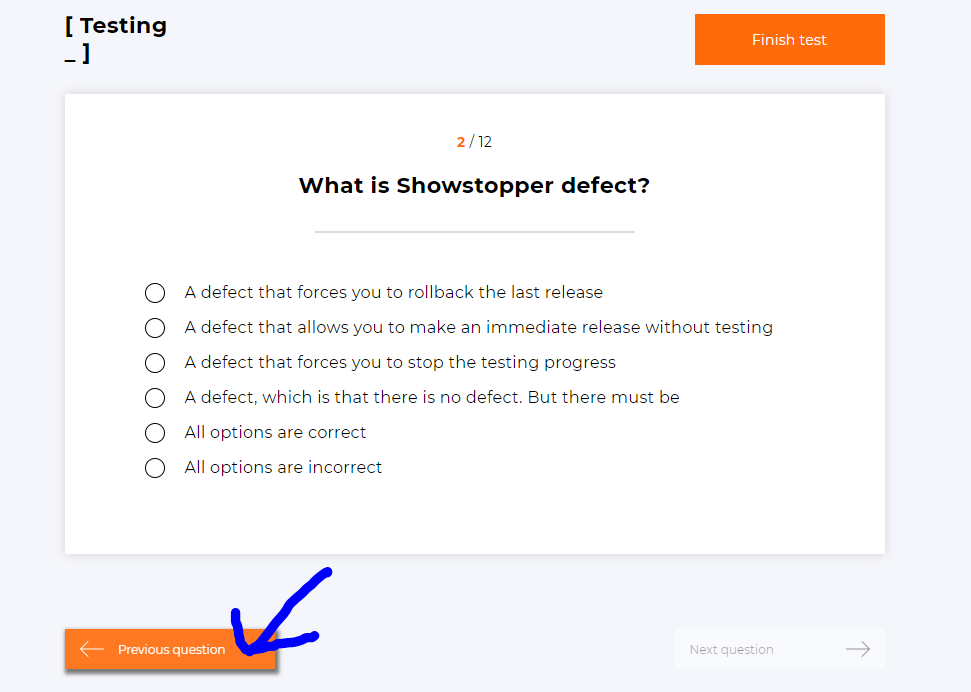 [ Testing
_ ]
Finish test
2 / 12
What is Showstopper defect?
A defect that forces you to rollback the last release
A defect that allows you to make an immediate release without testing
A defect that forces you to stop the testing progress
A defect, which is that there is no defect. But there must be
All options are correct
All options are incorrect
Previous question
Next question